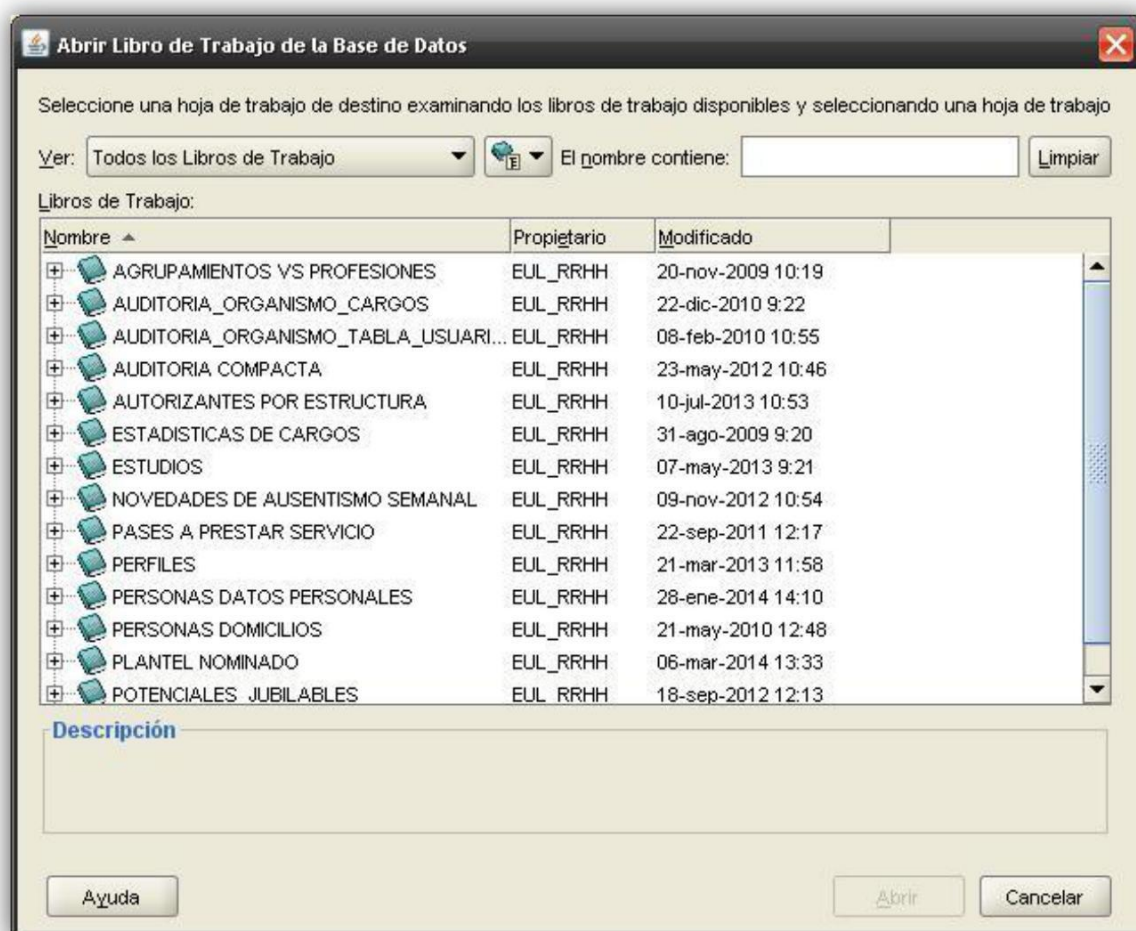 Abrir Libro de Trabajo de la Base de Datos
Seleccione una hoja de trabajo de destino examinando los libros de trabajo disponibles y seleccionando una hoja de trabajo
Ver: Todos los Libros de Trabajo El nombre contiene: Limpiar
Libros de Trabajo:
Nombre Propietario Modificado
AGRUPAMIENTOS VS PROFESIONES EUL_RRHH 20-nov-2009 10:19
AUDITORIA_ORGANISMO_CARGOS EUL_RRHH 22-dic-2010 9:22
AUDITORIA_ORGANISMO_TABLA_USUARI... EUL_RRHH 08-feb-2010 10:55
AUDITORIA COMPACTA EUL_RRHH 23-may-2012 10:46
AUTORIZANTES POR ESTRUCTURA EUL_RRHH 10-jul-2013 10:53
ESTADISTICAS DE CARGOS EUL_RRHH 31-ago-2009 9:20
ESTUDIOS EUL_RRHH 07-may-2013 9:21
NOVEDADES DE AUSENTISMO SEMANAL EUL_RRHH 09-nov-2012 10:54
PASES A PRESTAR SERVICIO EUL_RRHH 22-sep-2011 12:17
PERFILES EUL_RRHH 21-mar-2013 11:58
PERSONAS DATOS PERSONALES EUL_RRHH 28-ene-2014 14:10
PERSONAS DOMICILIOS EUL_RRHH 21-may-2010 12:48
PLANTEL NOMINADO EUL_RRHH 06-mar-2014 13:33
POTENCIALES_JUBILABLES EUL_RRHH 18-sep-2012 12:13
Descripción
Ayuda Abrir Cancelar